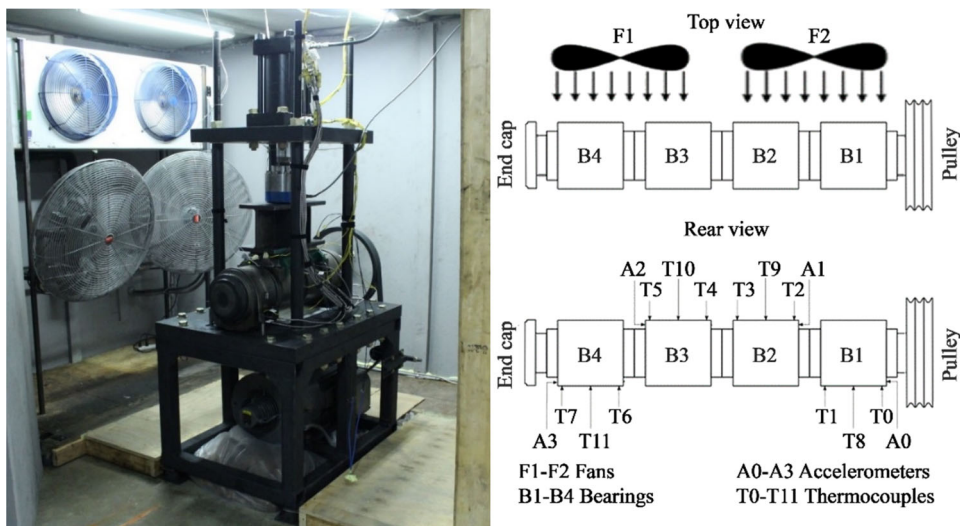 Top view
F1 F2
End cap B4 B3 B2 B1 Pulley
Rear view
A2 T10 T9 A1
T5 T4 T3 T2
End cap B4 B3 B2 B1 Pulley
T7 T6 T1 T0
A3 T11 T8 A0
F1-F2 Fans A0-A3 Accelerometers
B1-B4 Bearings T0-T11 Thermocouples